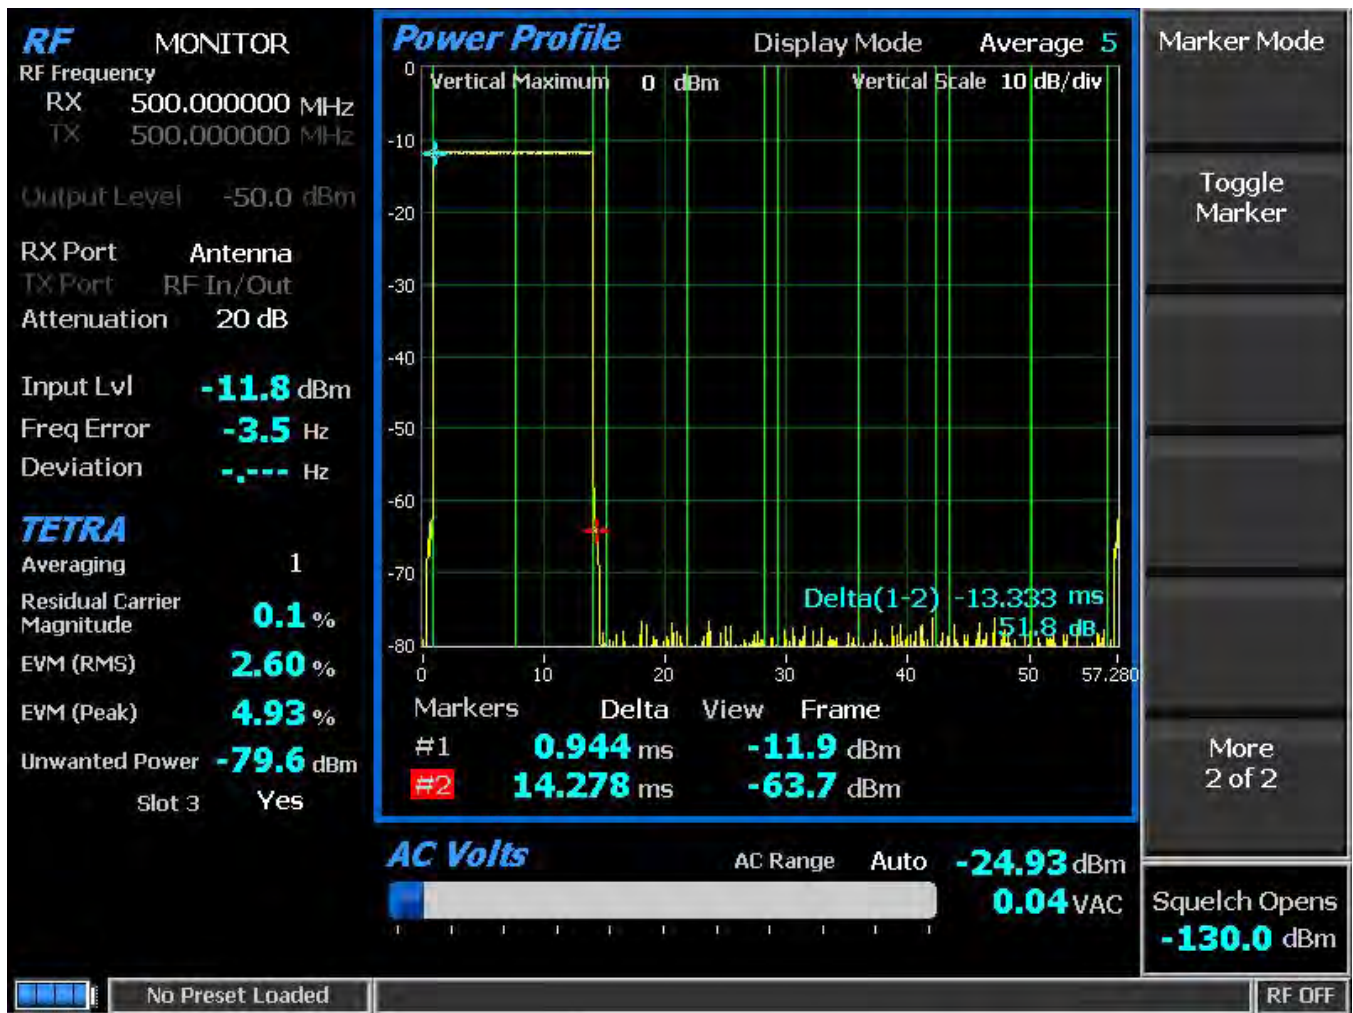 RF MONITOR
RF Frequency
RX 500.000000 MHz
TX 500.000000 MHz
Output Level -50.0 dBm
RX Port Antenna
TX Port RF In/Out
Attenuation 20 dB
Input Lvl -11.8 dBm
Freq Error -3.5 Hz
Deviation -.--- Hz
TETRA
Averaging 1
Residual Carrier
Magnitude 0.1 %
EVM (RMS) 2.60 %
EVM (Peak) 4.93 %
Unwanted Power -79.6 dBm
Slot 3 Yes
Power Profile Display Mode Average 5
Vertical Maximum 0 dBm Vertical Scale 10 dB/div
0
-10
-20
-30
-40
-50
-60
-70
-80
Delta(1-2) -13.333 ms
51.8 dB
0 10 20 30 40 50 57.280
Markers Delta View Frame
#1 0.944 ms -11.9 dBm
#2 14.278 ms -63.7 dBm
AC Volts AC Range Auto -24.93 dBm
0.04 VAC
Marker Mode
Toggle
Marker
More
2 of 2
Squelch Opens
-130.0 dBm
No Preset Loaded
RF OFF